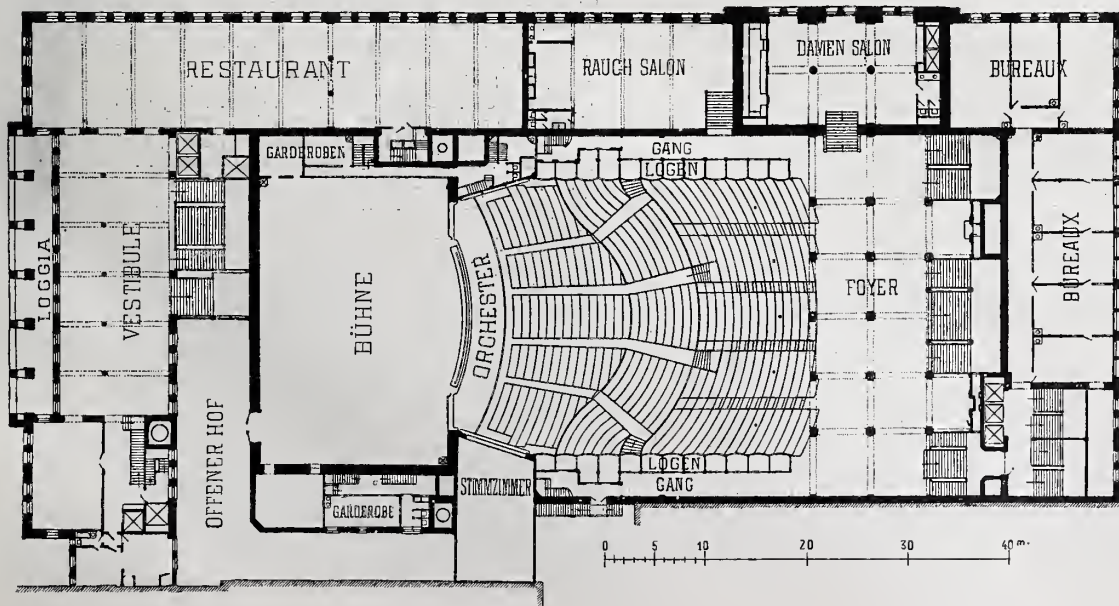 RESTAURANT
RAUCH SALON
DAMEN SALON
BUREAUX
GARDEROBEN
GANG
LOGEN
LOGGIA
VESTIBULE
BÜHNE
ORCHESTER
FOYER
BUREAUX
OFFENER HOF
GARDEROBE
STIMMZIMMER
LOGEN
GANG
0 5 10 20 30 40 m.